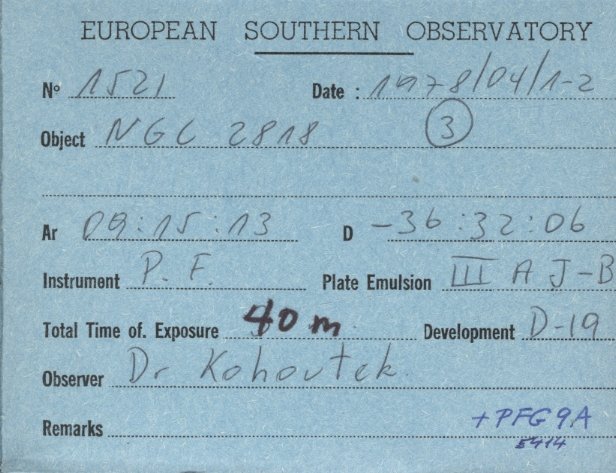 EUROPEAN SOUTHERN OBSERVATORY
Nº 1521 Date : 1978/04/1-2
Object NGC 2818 3
Ar 09:15:13 D -36:32:06
Instrument P. F. Plate Emulsion III A J-B
Total Time of. Exposure 40 m. Development D-19
Observer Dr Kohoutek
Remarks +PFG9A
5414